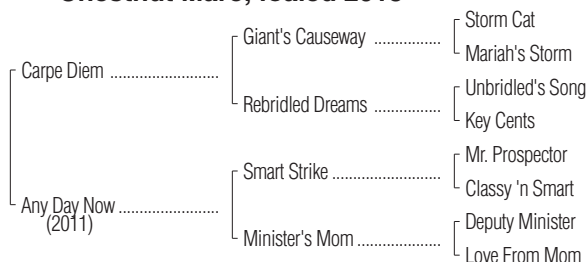 Chestnut Mare, foaled
Storm Cat
Giant's Causeway ................
Mariah's Storm
Carpe Diem ..........................
Unbridled's Song
Rebridled Dreams ................
Key Cents
Mr. Prospector
Smart Strike ..........................
Classy 'n Smart
Any Day Now ........................
(2011)
Deputy Minister
Minister's Mom ....................
Love From Mom